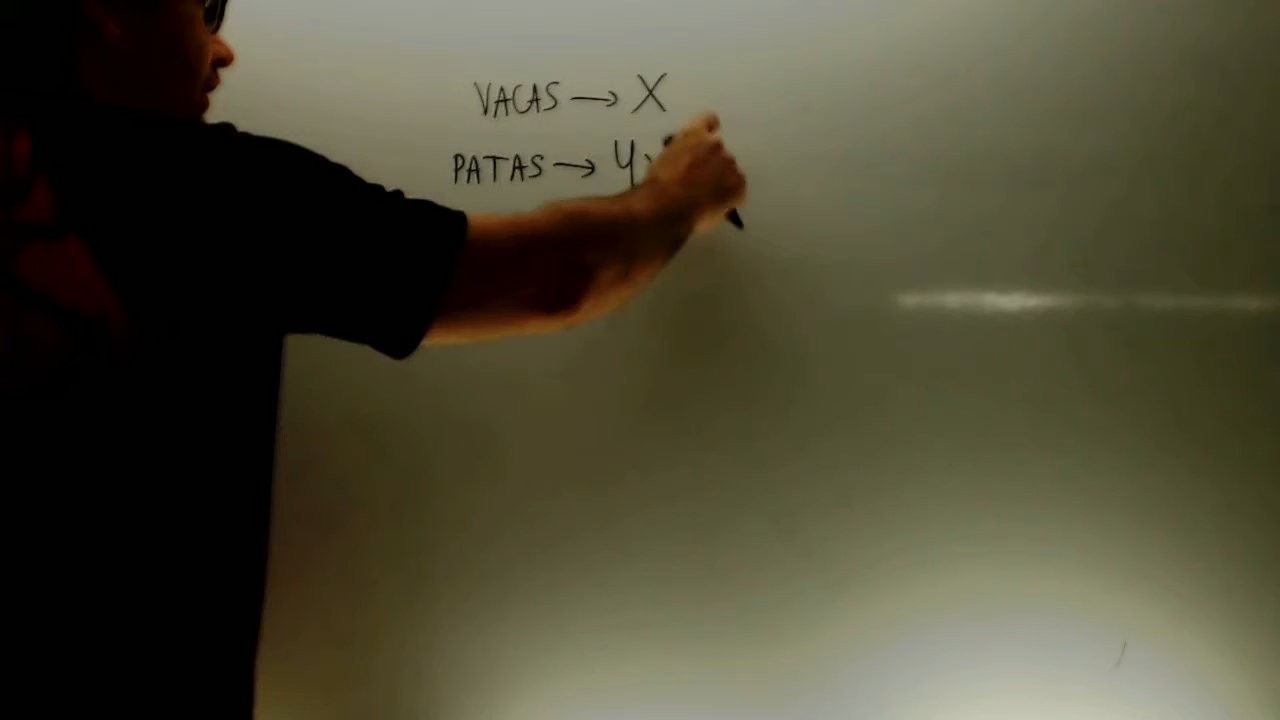 VACAS → X
PATAS → 4